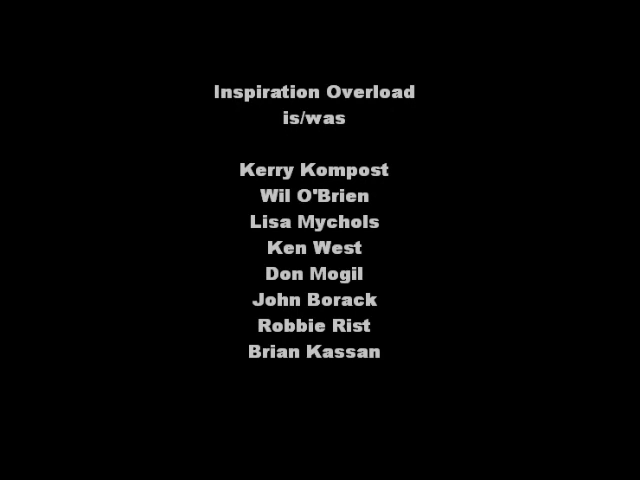 Inspiration Overload
is/was
Kerry Kompost
Wil O'Brien
Lisa Mychols
Ken West
Don Mogil
John Borack
Robbie Rist
Brian Kassan